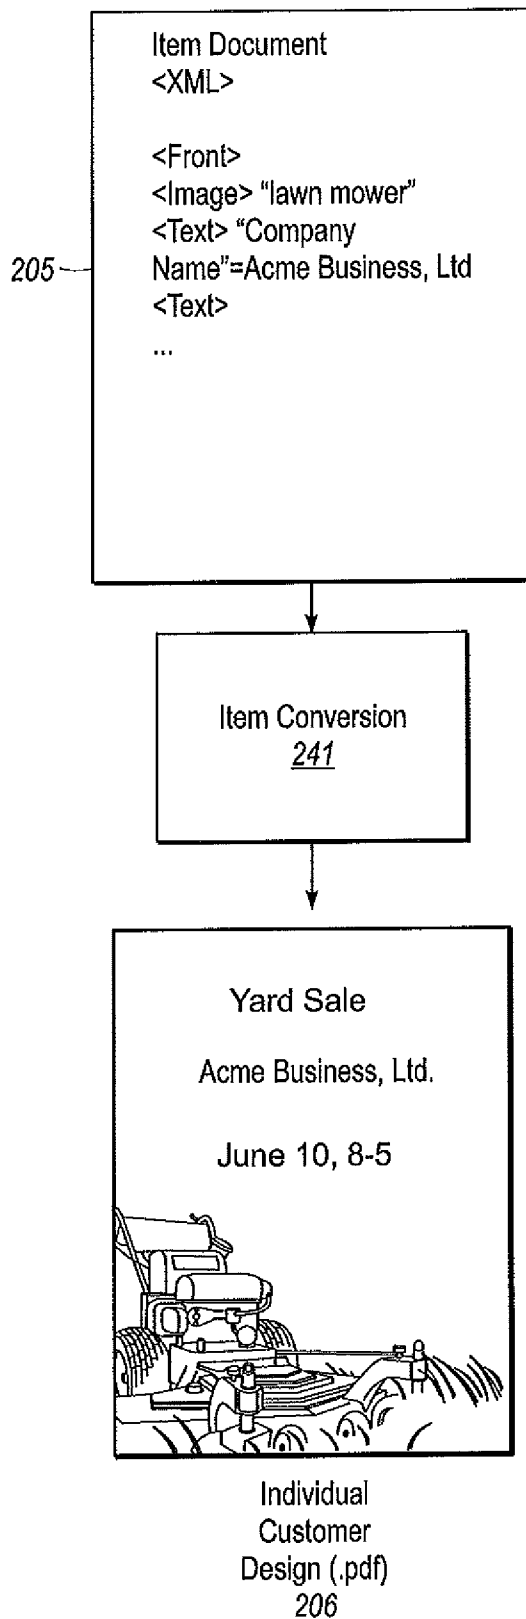 Item Document
<XML>
<Front>
<Image> “lawn mower”
<Text> “Company
Name”=Acme Business, Ltd
<Text>
...
205
Item Conversion
241
Yard Sale
Acme Business, Ltd.
June 10, 8-5
Individual
Customer
Design (.pdf)
206